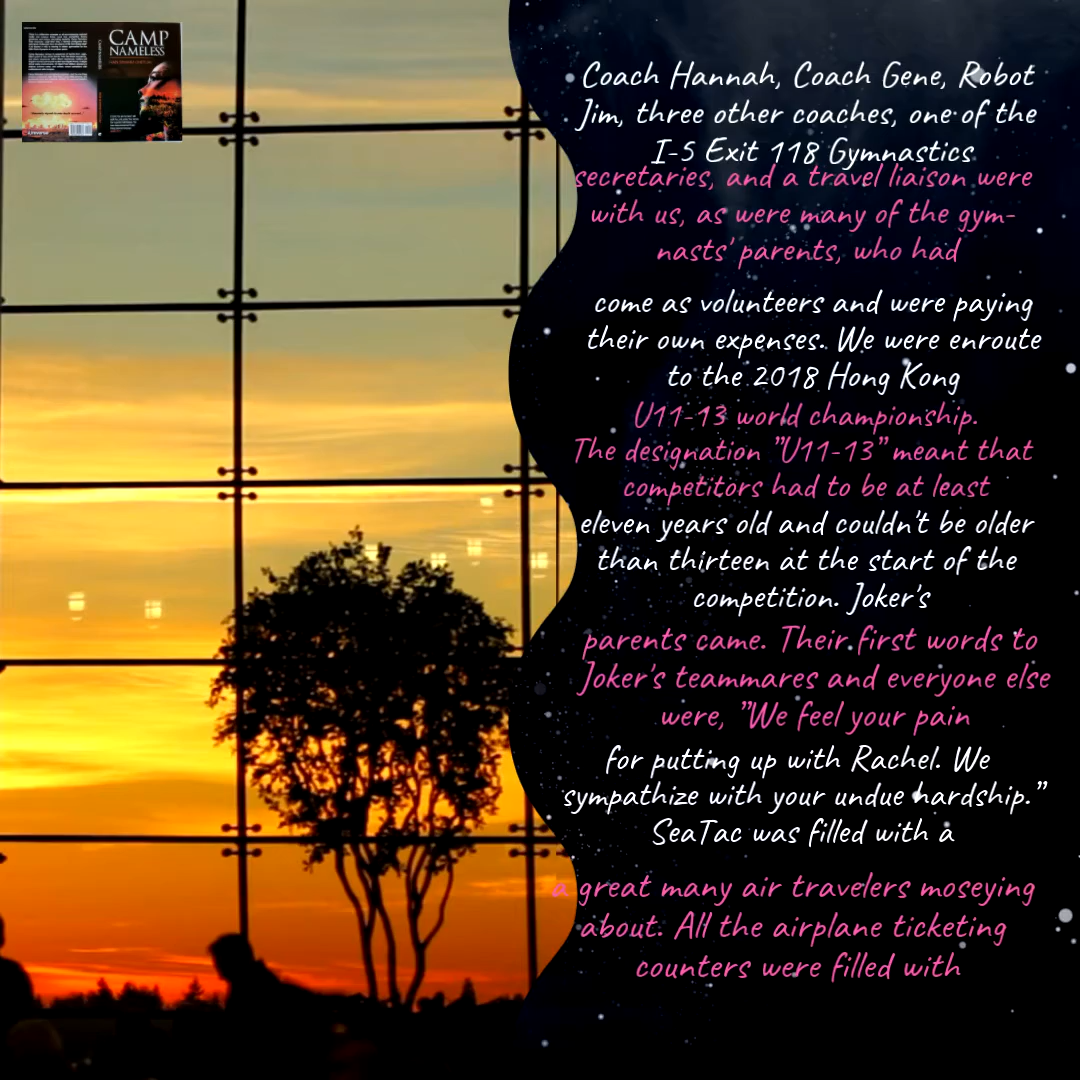 CAMP
NAMELESS
Coach Hannah, Coach Gene, Robot
Jim, three other coaches, one of the
I-5 Exit 118 Gymnastics
secretaries, and a travel liaison were
with us, as were many of the gym-
nasts' parents, who had
come as volunteers and were paying
their own expenses. We were enroute
to the 2018 Hong Kong
U11-13 world championship.
The designation "U11-13" meant that
competitors had to be at least
eleven years old and couldn't be older
than thirteen at the start of the
competition. Joker's
parents came. Their first words to
Joker's teammares and everyone else
were, "We feel your pain
for putting up with Rachel. We
sympathize with your undue hardship."
SeaTac was filled with a
a great many air travelers moseying
about. All the airplane ticketing
counters were filled with